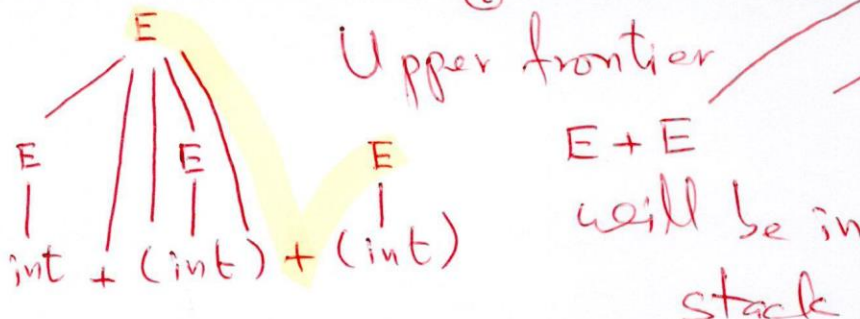 E
Upper frontier
E E E
E + E
int + (int) + (int)
will be in
stack